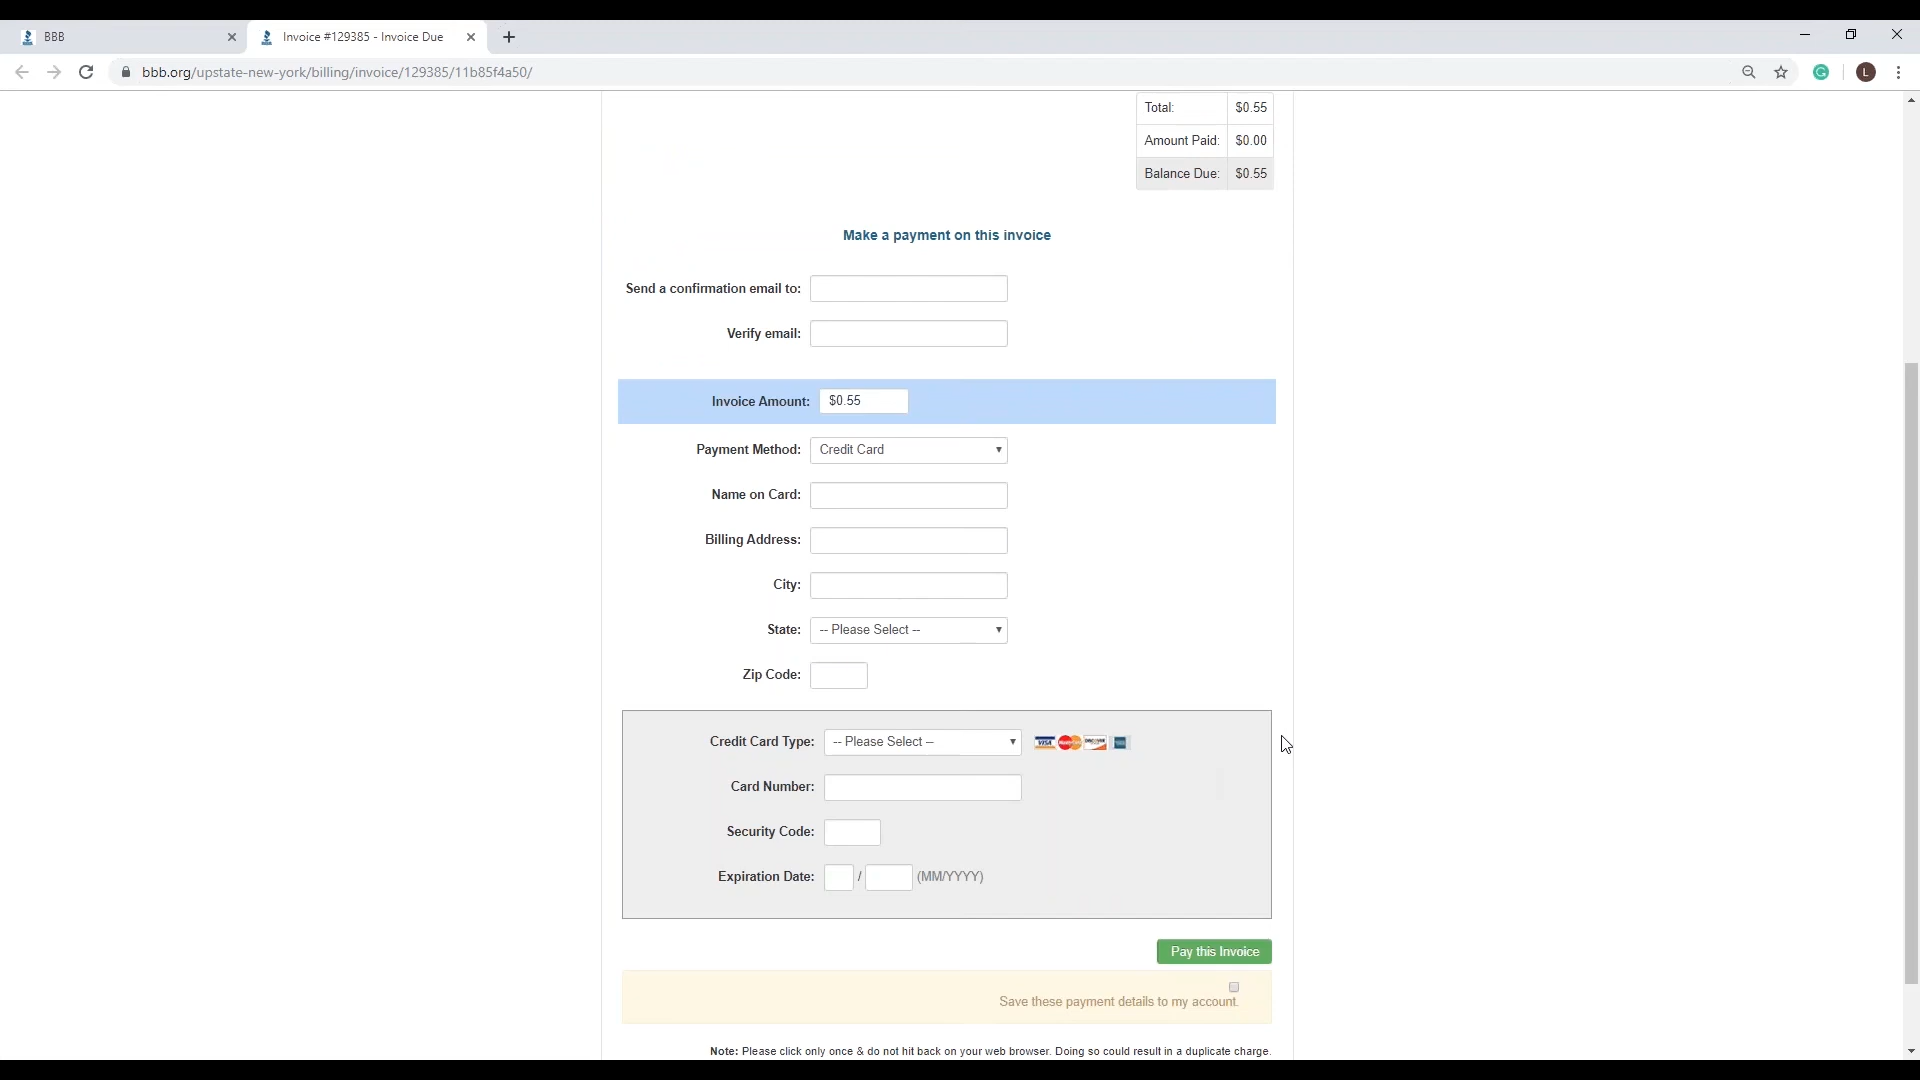 BBB
Invoice #129385 - Invoice Due
bbb.org/upstate-new-york/billing/invoice/129385/11b85f4a50/
L
Total: $0.55
Amount Paid: $0.00
Balance Due: $0.55
Make a payment on this invoice
Send a confirmation email to:
Verify email:
Invoice Amount: $0.55
Payment Method: Credit Card
Name on Card:
Billing Address:
City:
State: -- Please Select --
Zip Code:
Credit Card Type: -- Please Select -- VISA
Card Number:
Security Code:
Expiration Date: / (MM/YYYY)
Pay this Invoice
Save these payment details to my account.
Note: Please click only once & do not hit back on your web browser. Doing so could result in a duplicate charge.